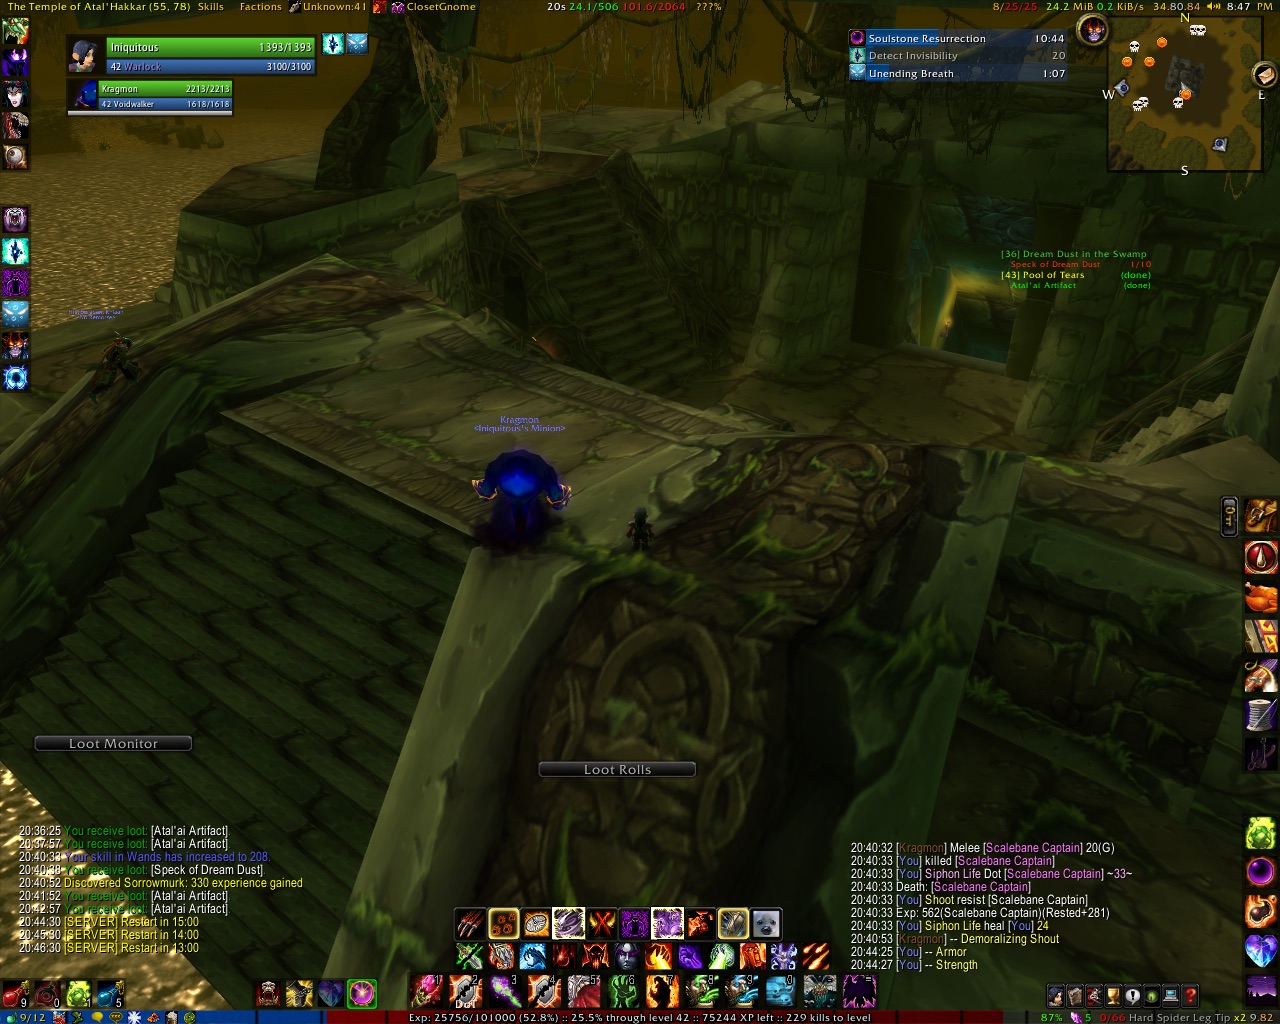 The Temple of Atal'Hakkar (55, 78) Skills Factions Unknown:41 ClosetGnome 20s 24.1/506 101.6/2064 ???% 8/25/25 24.2 MiB 0.2 KiB/s 34.80.84 8:47 PM
Iniquitous 1393/1393
42 Warlock 3100/3100
Kragmon 2213/2213
42 Voidwalker 1618/1618
Soulstone Resurrection 10:44
Detect Invisibility 20
Unending Breath 1:07
N
W
E
S
[36] Dream Dust in the Swamp
Speck of Dream Dust 1/10
[43] Pool of Tears (done)
Atal'ai Artifact (done)
Kragmon
<Iniquitous's Minion>
Loot Monitor
Loot Rolls
20:36:25 You receive loot: [Atal'ai Artifact]
20:37:57 You receive loot: [Atal'ai Artifact]
20:40:33 Your skill in Wands has increased to 208.
20:40:38 You receive loot: [Speck of Dream Dust]
20:40:52 Discovered Sorrowmurk: 330 experience gained
20:41:52 You receive loot: [Atal'ai Artifact]
20:42:57 You receive loot: [Atal'ai Artifact]
20:44:30 [SERVER] Restart in 15:00
20:45:30 [SERVER] Restart in 14:00
20:46:30 [SERVER] Restart in 13:00
20:40:32 [Kragmon] Melee [Scalebane Captain] 20(G)
20:40:33 [You] killed [Scalebane Captain]
20:40:33 [You] Siphon Life Dot [Scalebane Captain] ~33~
20:40:33 Death: [Scalebane Captain]
20:40:33 [You] Shoot resist [Scalebane Captain]
20:40:33 Exp: 562(Scalebane Captain)(Rested+281)
20:40:33 [You] Siphon Life heal [You] 24
20:40:53 [Kragmon] -- Demoralizing Shout
20:44:25 [You] -- Armor
20:44:27 [You] -- Strength
9 0 1 5
1 2 3 4 5 6 7 8 9
Dot
9/12 Exp: 25756/101000 (52.8%) :: 25.5% through level 42 :: 75244 XP left :: 229 kills to level 87% 5 0/66 Hard Spider Leg Tip x2 9.82